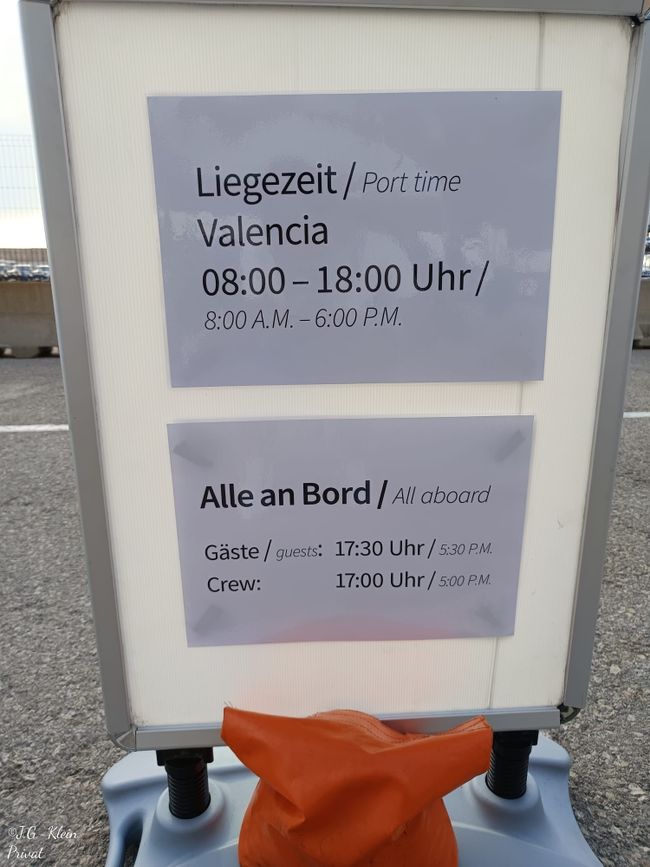 Liegezeit / Port time
Valencia
08:00 – 18:00 Uhr /
8:00 A.M. – 6:00 P.M.
Alle an Bord / All aboard
Gäste / guests: 17:30 Uhr / 5:30 P.M.
Crew: 17:00 Uhr / 5:00 P.M.
©J.G. Klein
Privat